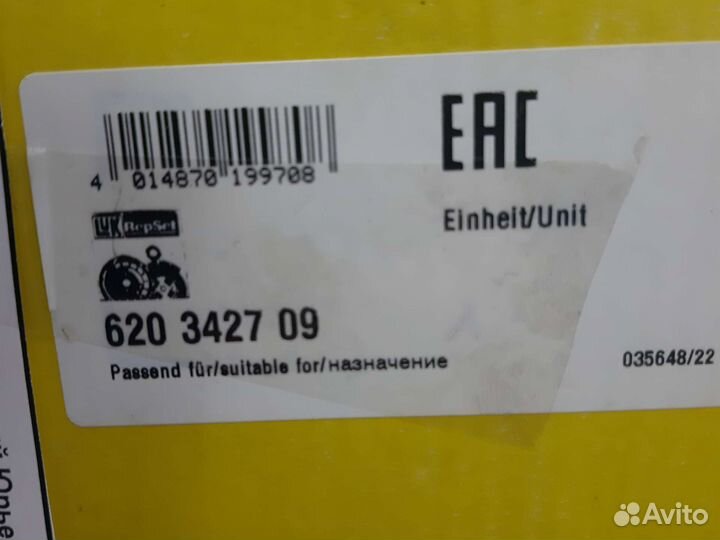 EAC
4 014870 199708
LUK RepSet
Einheit/Unit
620 3427 09
Passend für/suitable for/назначение
035648/22
Avito